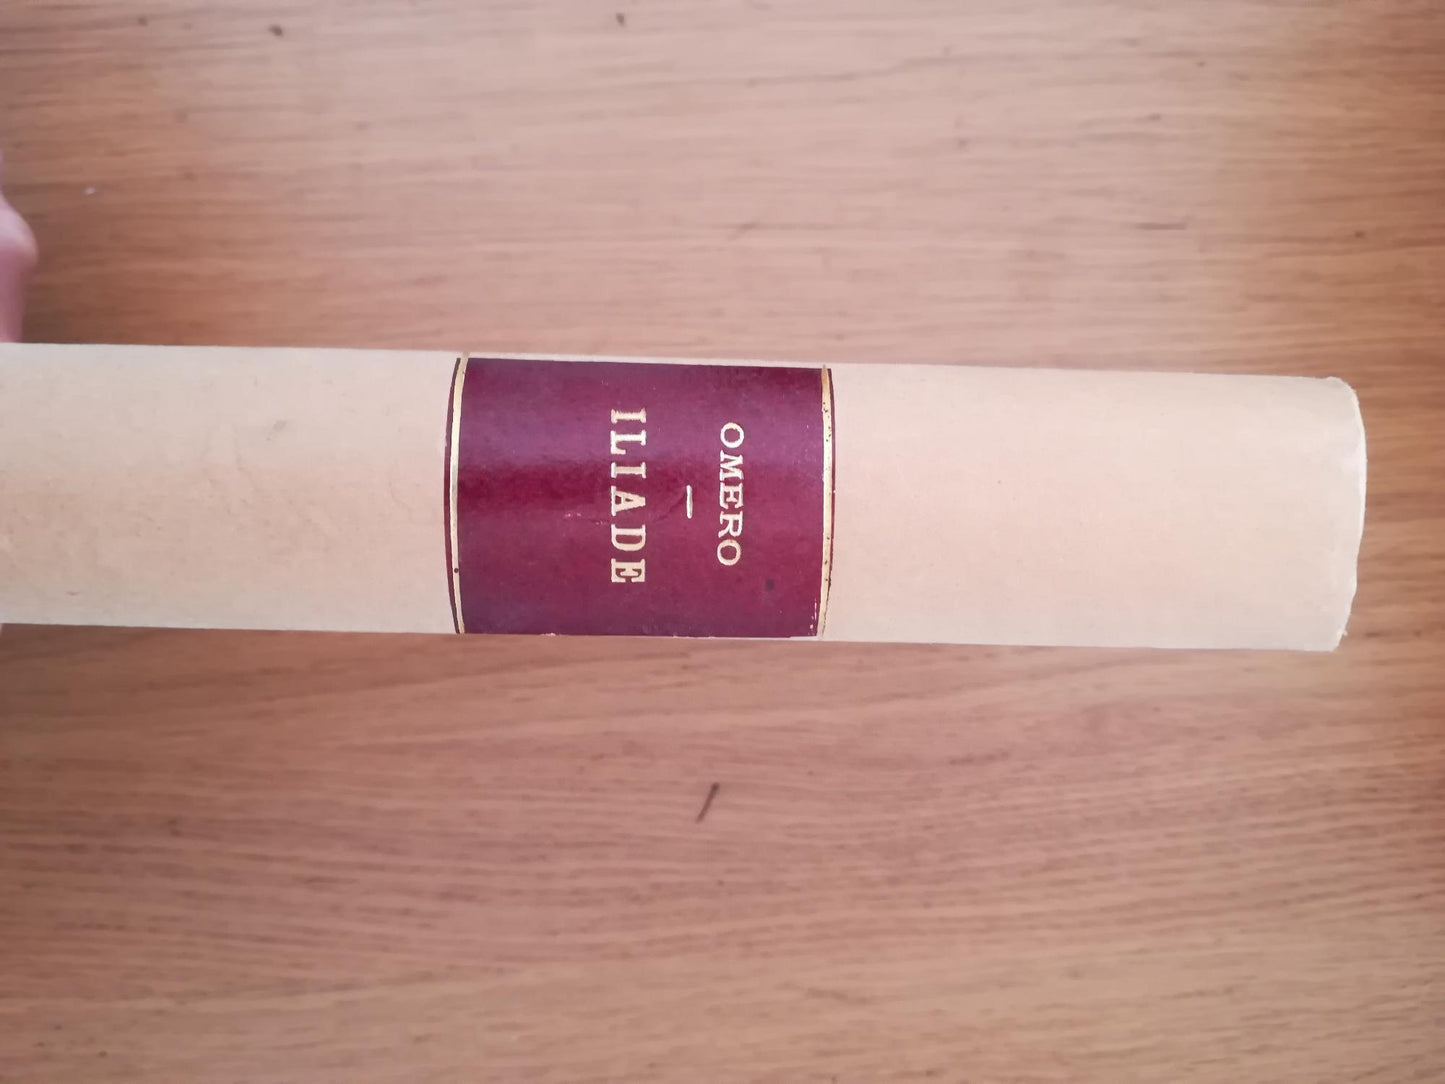 OMERO
—
ILIADE